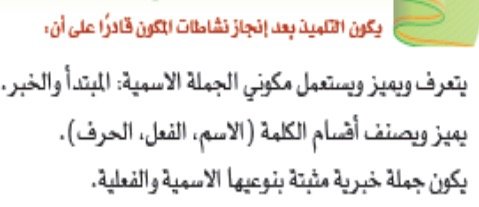 يكون التلميذ بعد إنجاز نشاطات المكون قادرًا على أن:
يتعرف ويميز ويستعمل مكوني الجملة الاسمية: المبتدأ والخبر.
يميز ويصنف أقسام الكلمة (الاسم، الفعل، الحرف).
يكون جملة خبرية مثبتة بنوعيها الاسمية والفعلية.